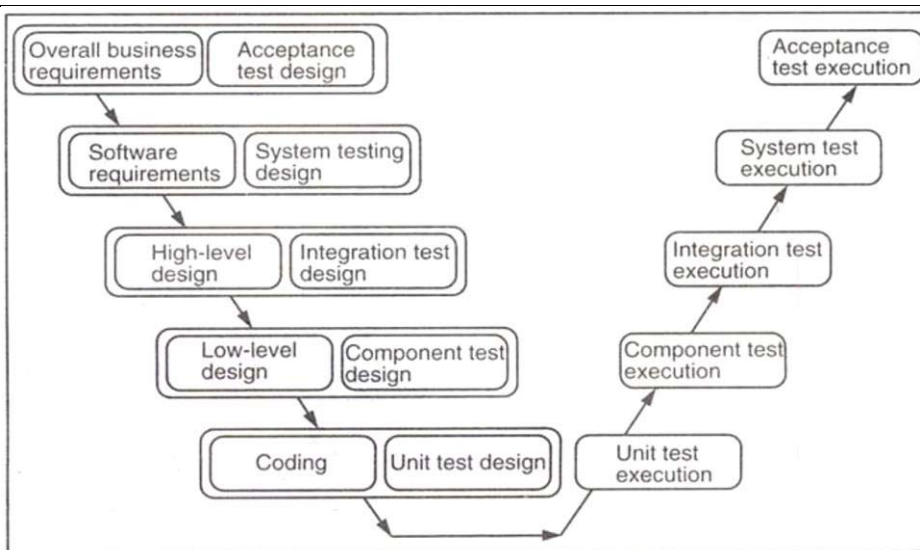 Overall business
requirements
Acceptance
test design
Acceptance
test execution
Software
requirements
System testing
design
System test
execution
High-level
design
Integration test
design
Integration test
execution
Low-level
design
Component test
design
Component test
execution
Coding
Unit test design
Unit test
execution